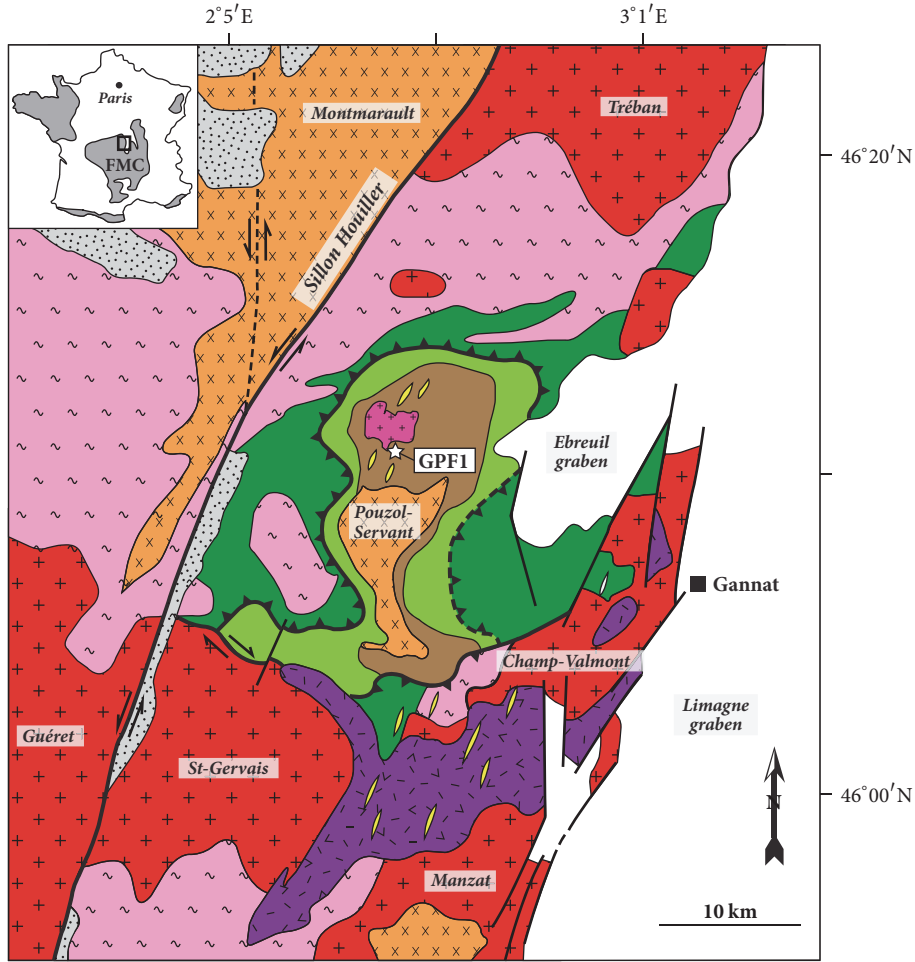 2°5′E
3°1′E
Paris
FMC
Montmarault
Tréban
46°20′N
Sillon Houiller
Ebreuil
graben
GPF1
Pouzol-
Servant
Gannat
Champ-Valmont
Limagne
graben
Guéret
St-Gervais
46°00′N
N
Manzat
10 km